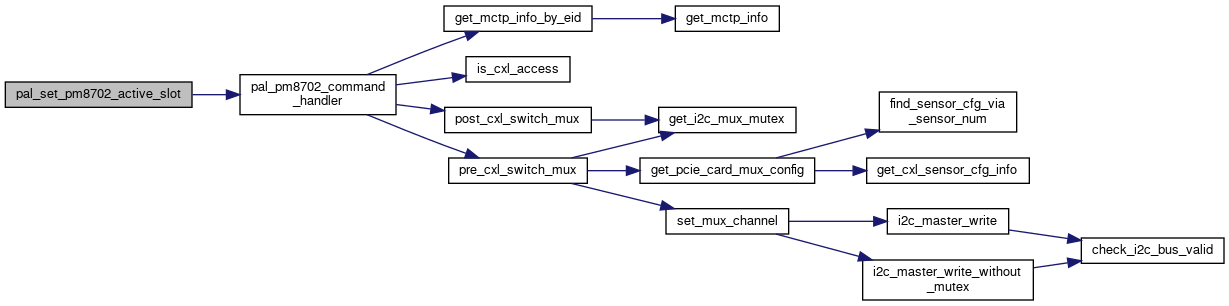 pal_set_pm8702_active_slot
pal_pm8702_command
_handler
get_mctp_info_by_eid
get_mctp_info
is_cxl_access
post_cxl_switch_mux
get_i2c_mux_mutex
pre_cxl_switch_mux
get_pcie_card_mux_config
find_sensor_cfg_via
_sensor_num
get_cxl_sensor_cfg_info
set_mux_channel
i2c_master_write
check_i2c_bus_valid
i2c_master_write_without
_mutex